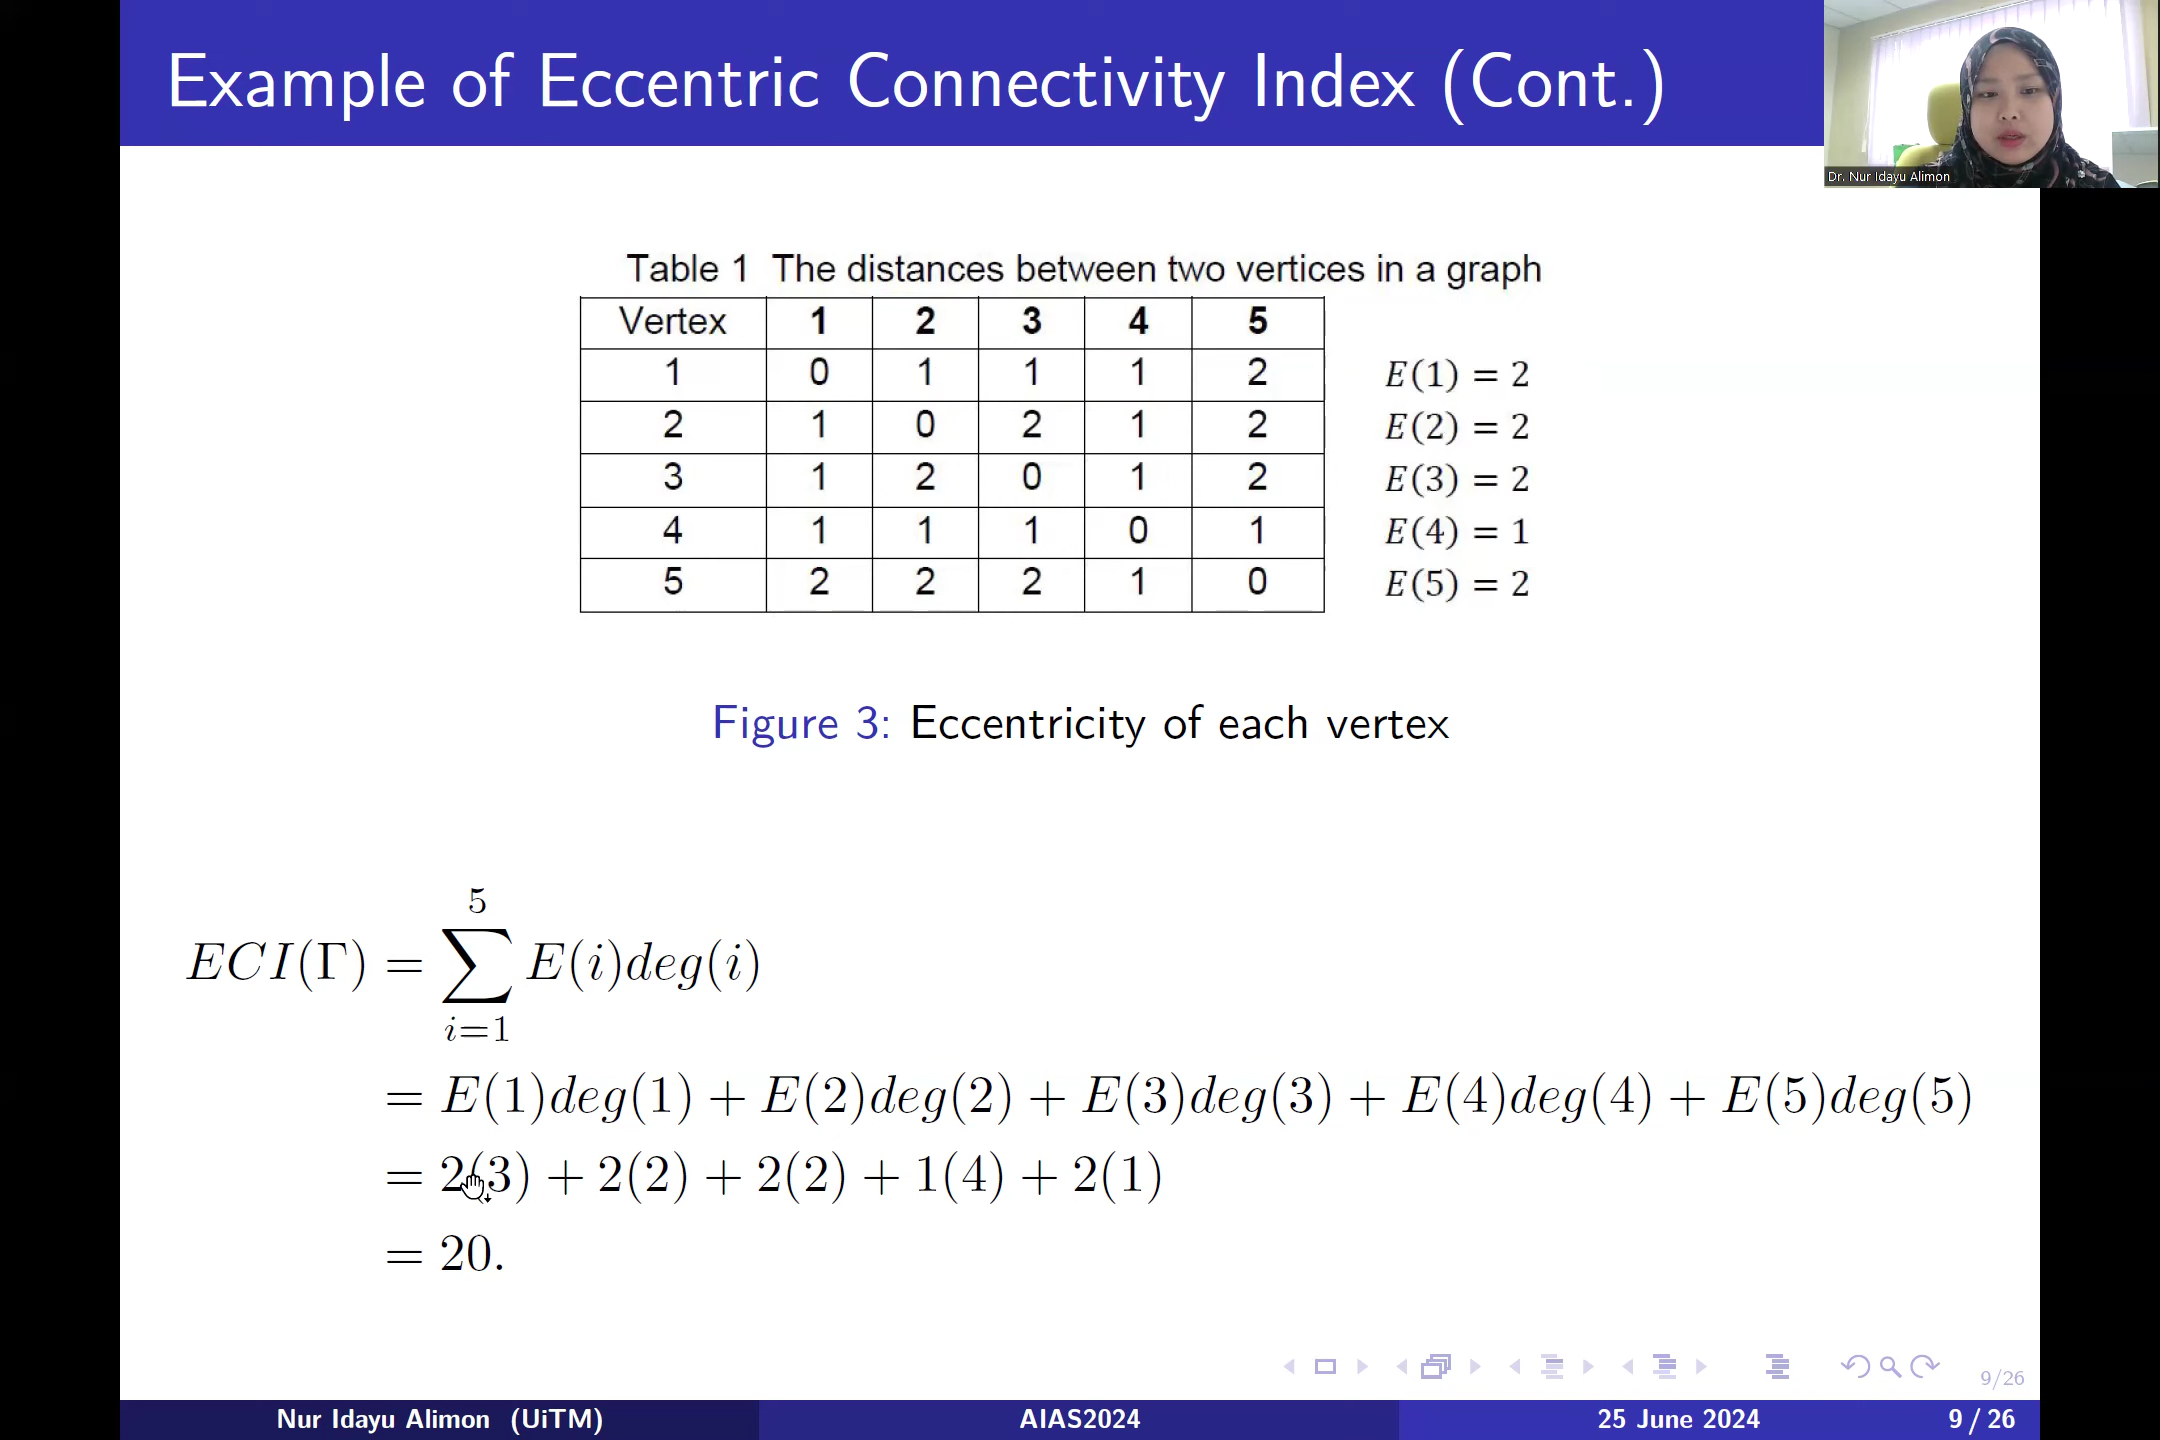 Example of Eccentric Connectivity Index (Cont.)
Dr. Nur Idayu Alimon
Table 1 The distances between two vertices in a graph
Vertex 1 2 3 4 5
1 0 1 1 1 2 E(1) = 2
2 1 0 2 1 2 E(2) = 2
3 1 2 0 1 2 E(3) = 2
4 1 1 1 0 1 E(4) = 1
5 2 2 2 1 0 E(5) = 2
Figure 3: Eccentricity of each vertex
5
ECI(Γ) = ∑ E(i)deg(i)
i=1
= E(1)deg(1) + E(2)deg(2) + E(3)deg(3) + E(4)deg(4) + E(5)deg(5)
= 2(3) + 2(2) + 2(2) + 1(4) + 2(1)
= 20.
9/26
Nur Idayu Alimon (UiTM) AIAS2024 25 June 2024 9 / 26